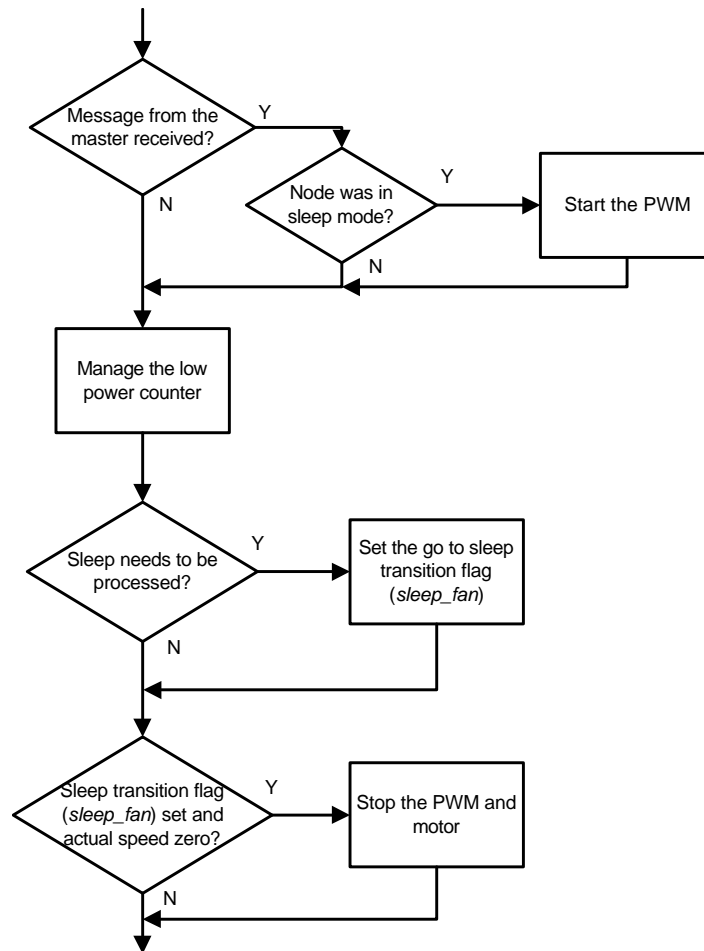 Message from the
master received?
Y
N
Node was in
sleep mode?
Y
N
Start the PWM
Manage the low
power counter
Sleep needs to be
processed?
Y
N
Set the go to sleep
transition flag
(sleep_fan)
Sleep transition flag
(sleep_fan) set and
actual speed zero?
Y
N
Stop the PWM and
motor